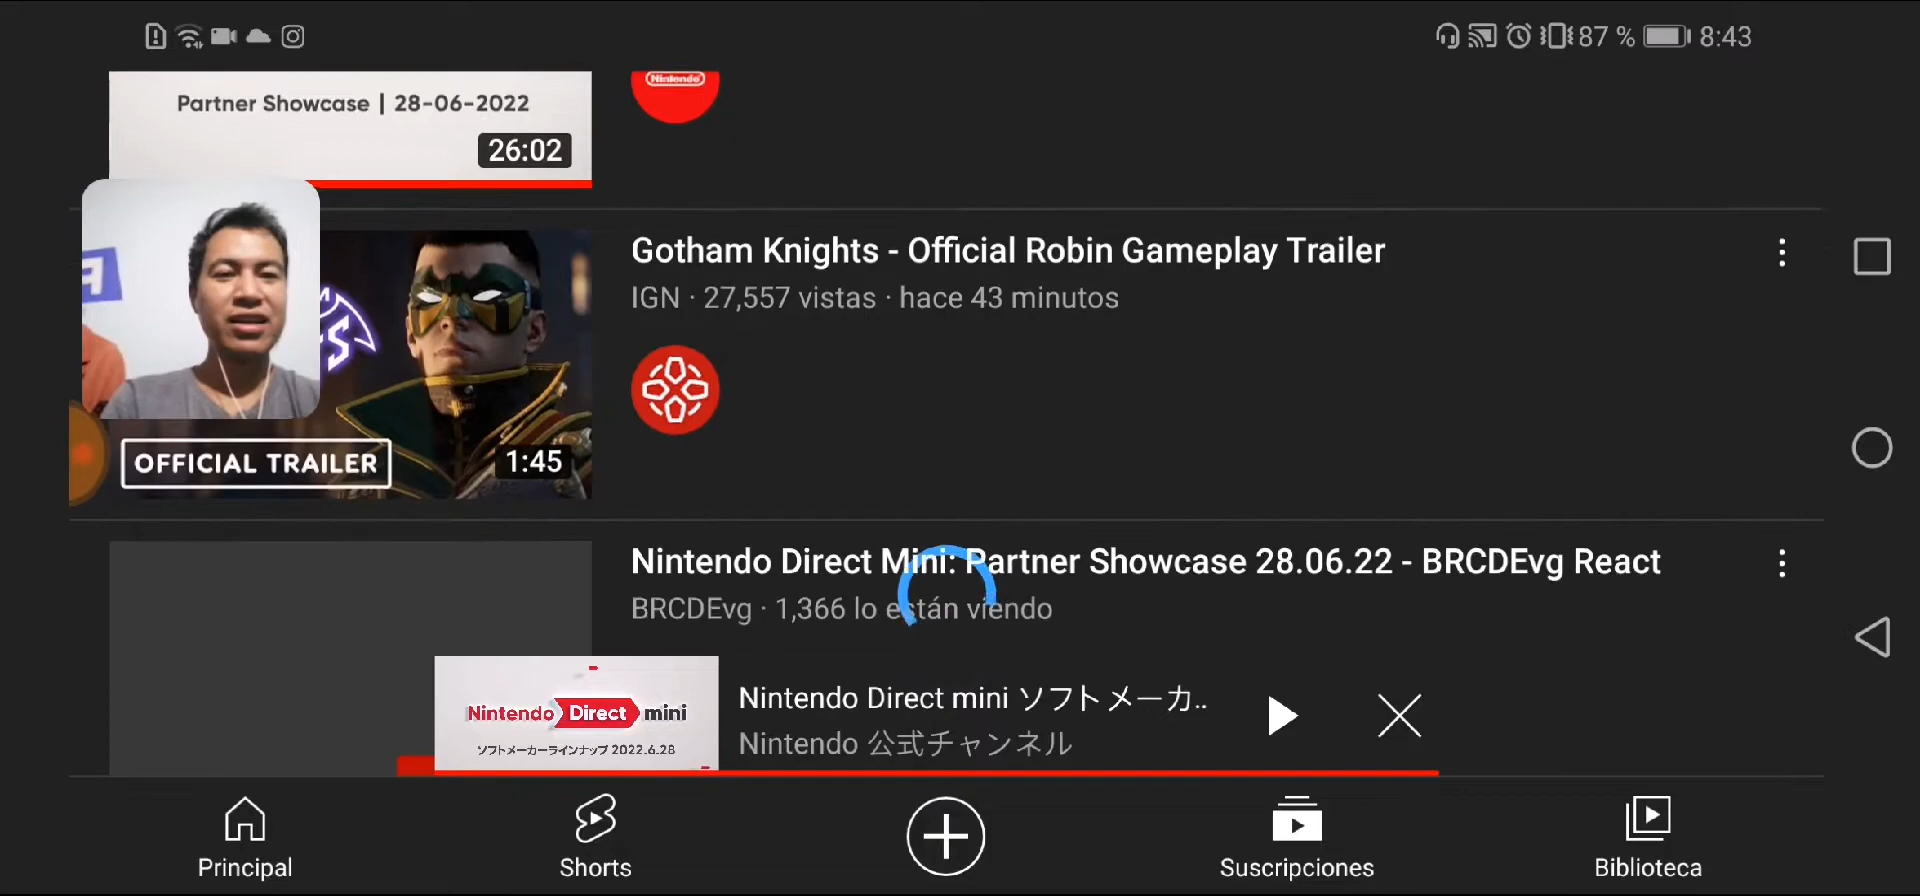 87 %
8:43
Partner Showcase | 28-06-2022
26:02
Nintendo
Gotham Knights - Official Robin Gameplay Trailer
IGN · 27,557 vistas · hace 43 minutos
OFFICIAL TRAILER
1:45
Nintendo Direct Mini: Partner Showcase 28.06.22 - BRCDEvg React
BRCDEvg · 1,366 lo están viendo
Nintendo Direct mini
ソフトメーカーラインナップ 2022.6.28
Nintendo Direct mini ソフトメーカ..
Nintendo 公式チャンネル
Principal
Shorts
Suscripciones
Biblioteca